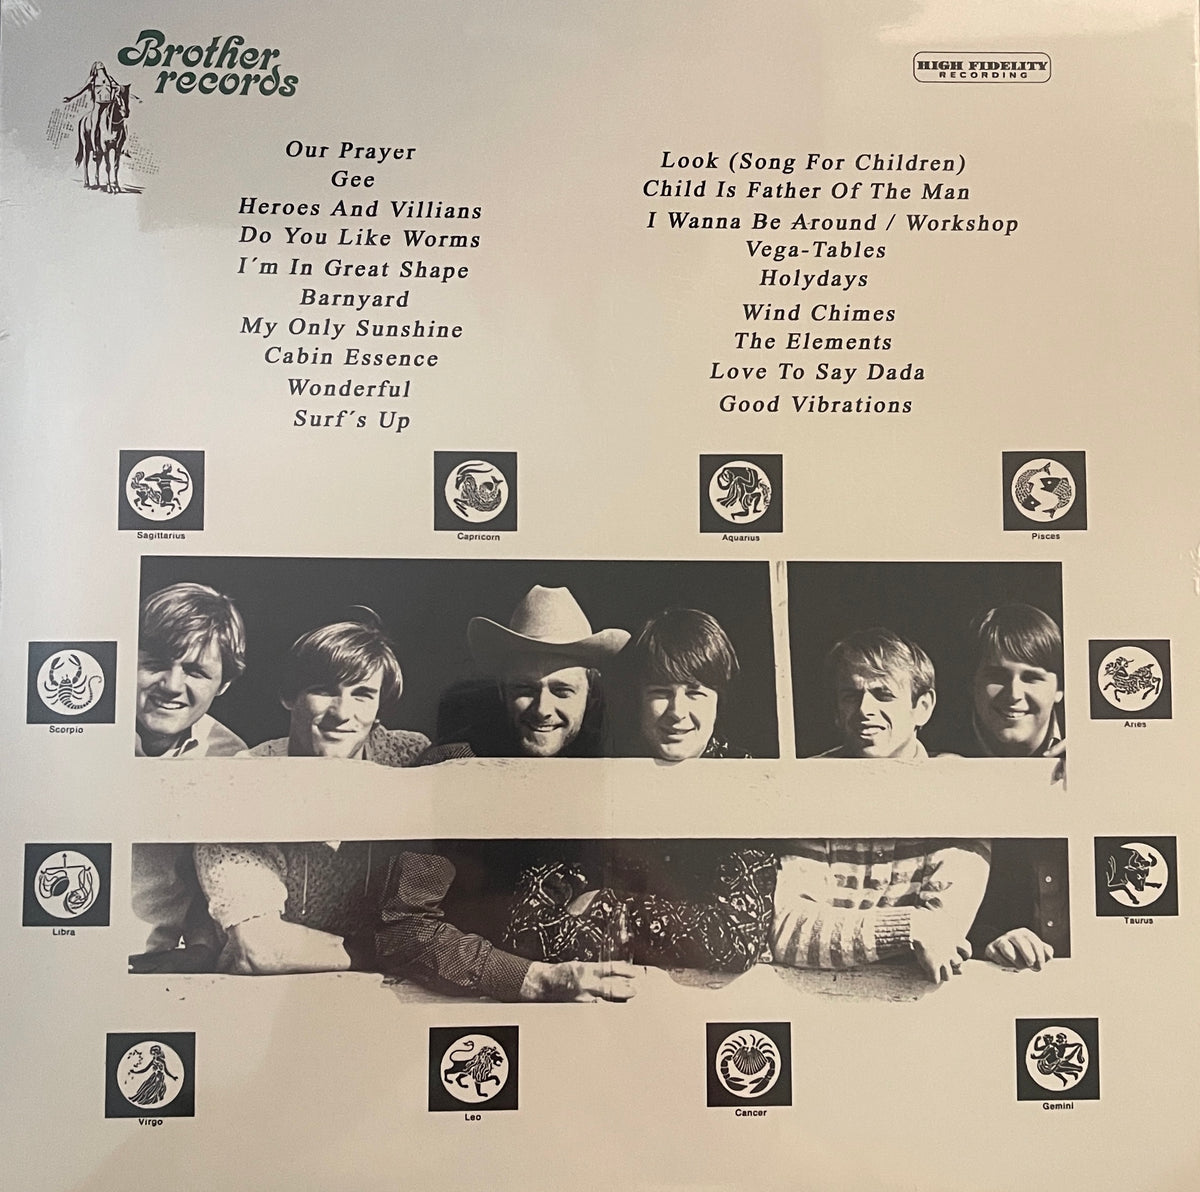 Brother
records
HIGH FIDELITY
RECORDING
Our Prayer
Gee
Heroes And Villians
Do You Like Worms
I´m In Great Shape
Barnyard
My Only Sunshine
Cabin Essence
Wonderful
Surf´s Up
Look (Song For Children)
Child Is Father Of The Man
I Wanna Be Around / Workshop
Vega-Tables
Holydays
Wind Chimes
The Elements
Love To Say Dada
Good Vibrations
Sagittarius
Capricorn
Aquarius
Pisces
Scorpio
Aries
Libra
Taurus
Virgo
Leo
Cancer
Gemini